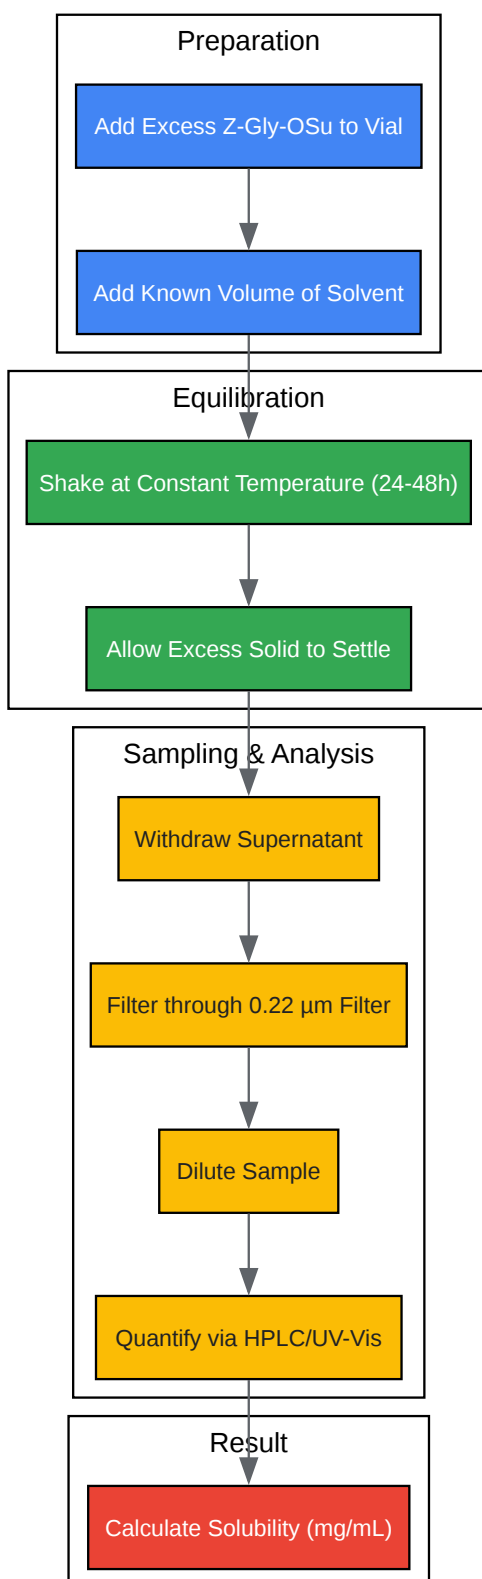 Preparation
Add Excess Z-Gly-OSu to Vial
Add Known Volume of Solvent
Equilibration
Shake at Constant Temperature (24-48h)
Allow Excess Solid to Settle
Sampling & Analysis
Withdraw Supernatant
Filter through 0.22 µm Filter
Dilute Sample
Quantify via HPLC/UV-Vis
Result
Calculate Solubility (mg/mL)